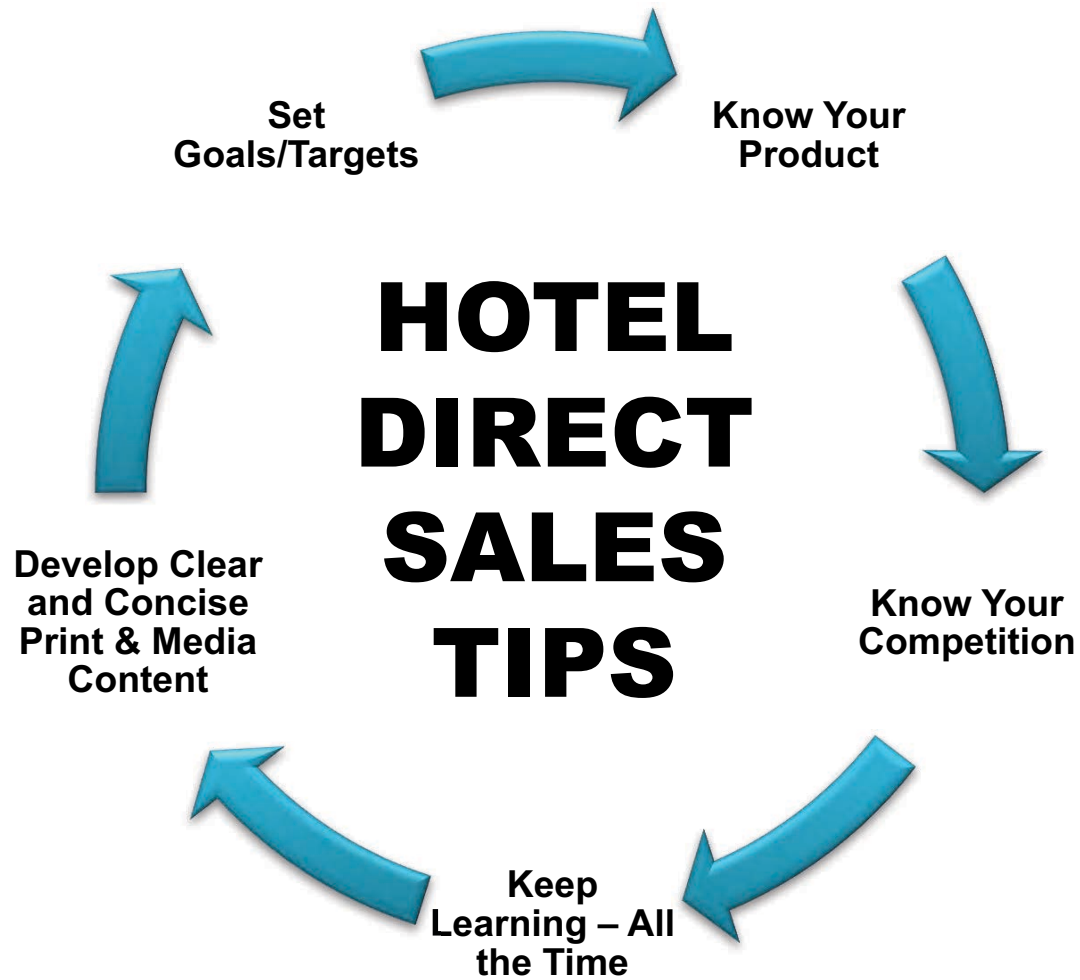 Set
Goals/Targets
Know Your
Product
HOTEL
DIRECT
SALES
TIPS
Know Your
Competition
Keep
Learning – All
the Time
Develop Clear
and Concise
Print & Media
Content